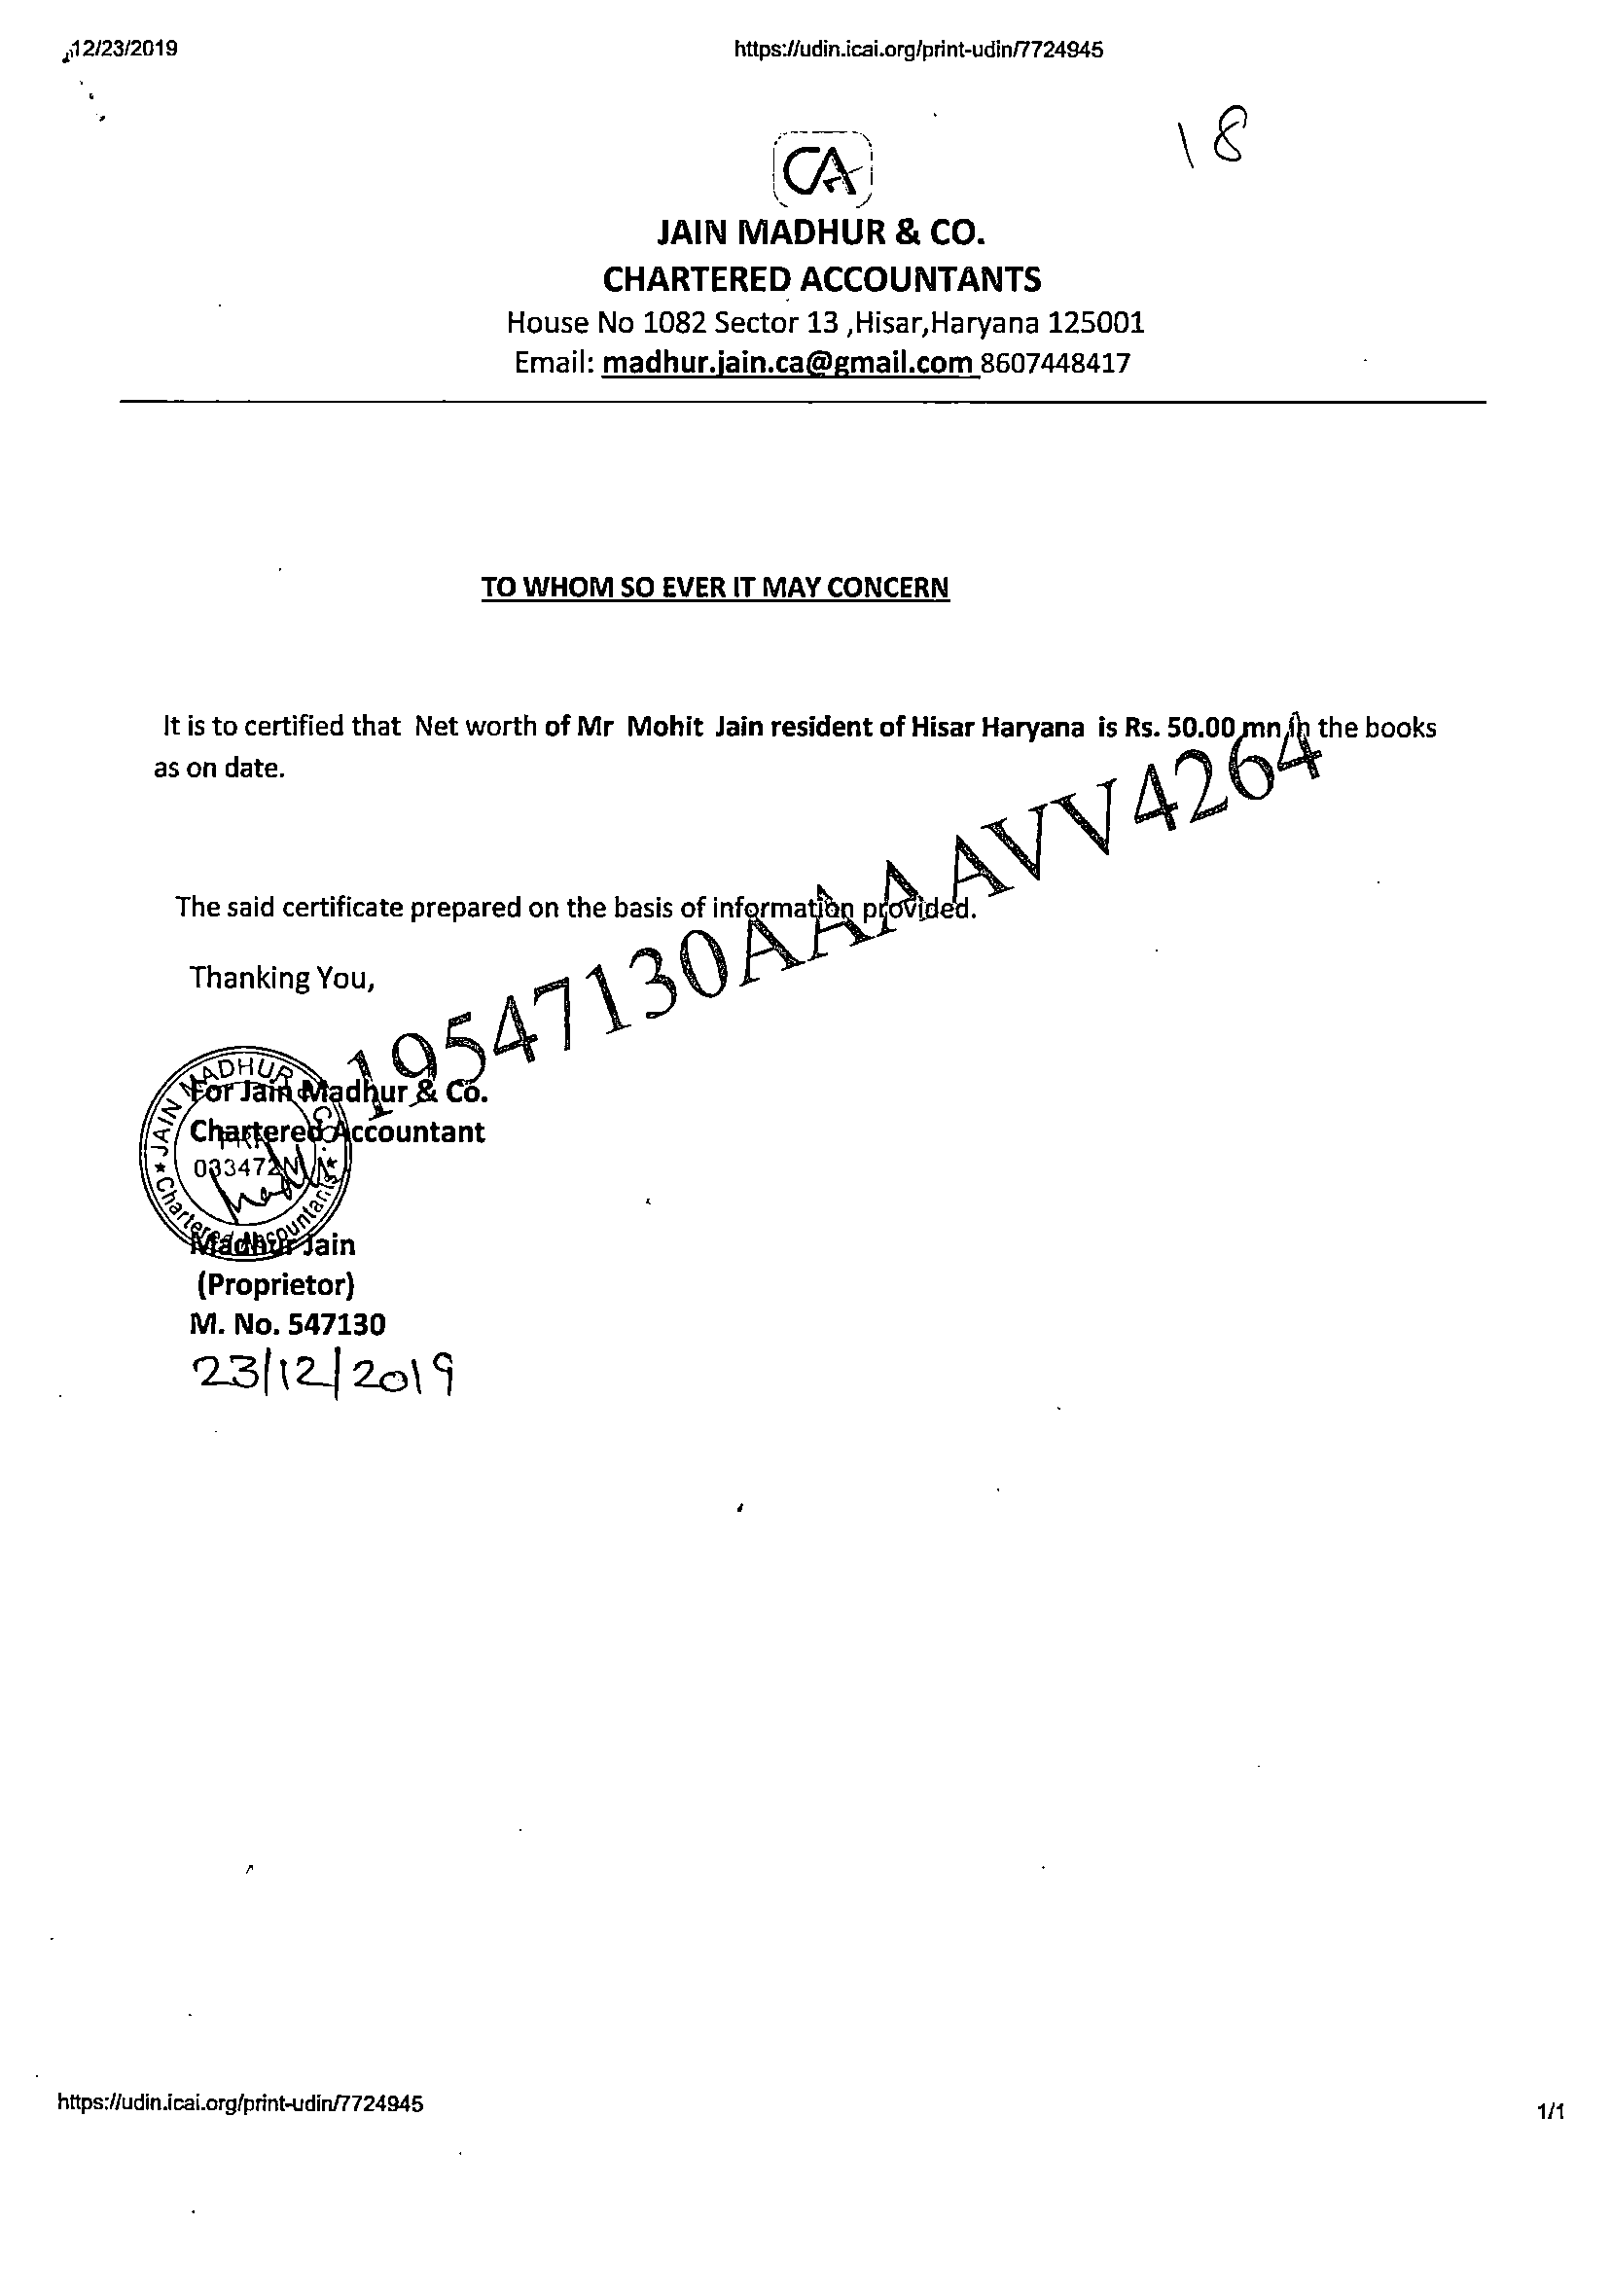 12/23/2019 https://udin.icai.org/print-udin/7724945
18
CA
JAIN MADHUR & CO.
CHARTERED ACCOUNTANTS
House No 1082 Sector 13 ,Hisar,Haryana 125001
Email: madhur.jain.ca@gmail.com 8607448417
TO WHOM SO EVER IT MAY CONCERN
It is to certified that Net worth of Mr Mohit Jain resident of Hisar Haryana is Rs. 50.00 mn in the books
as on date.
19547130AAAAVV4264
The said certificate prepared on the basis of information provided.
Thanking You,
For Jain Madhur & Co.
Chartered Accountant
JAIN MADHUR & CO.
FRN
033472N
Chartered Accountants
Madhur Jain
(Proprietor)
M. No. 547130
23/12/2019
https://udin.icai.org/print-udin/7724945 1/1